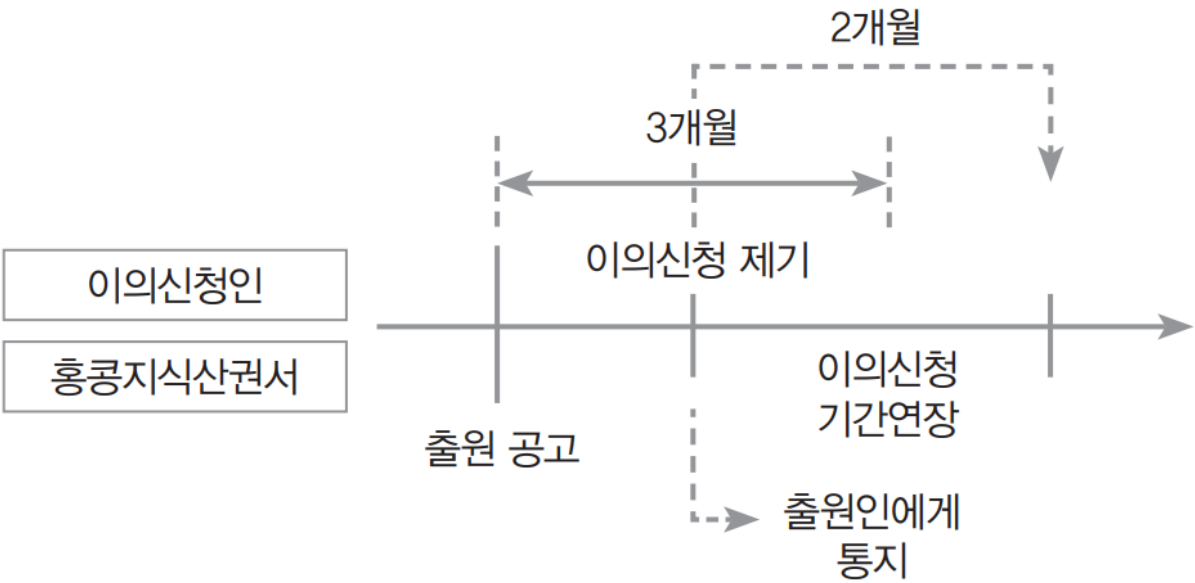 2개월
3개월
이의신청 제기
이의신청인
홍콩지식산권서
이의신청
기간연장
출원 공고
출원인에게
통지